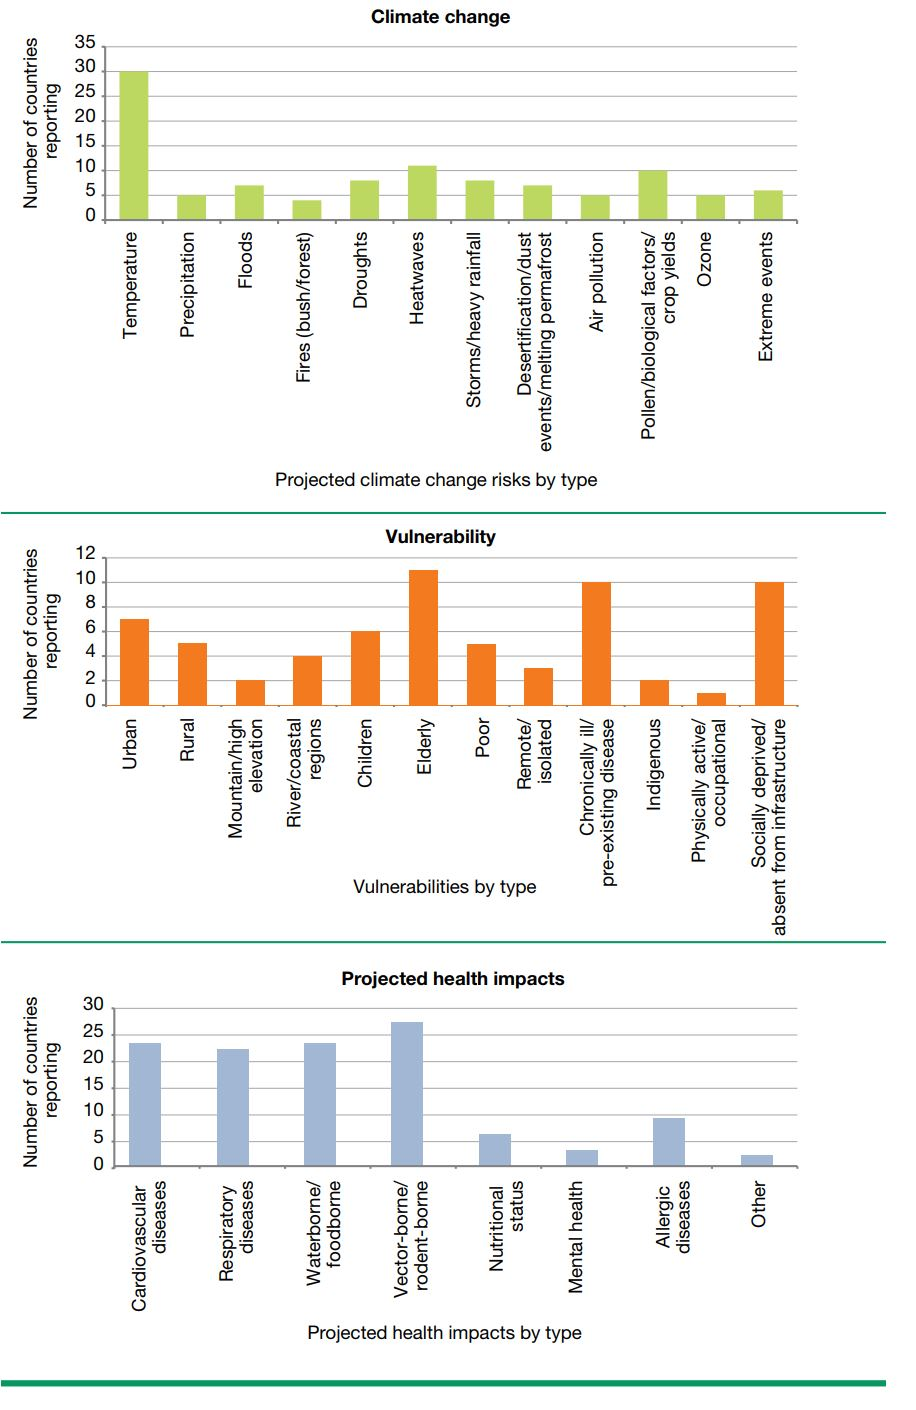 Climate change
Number of countries
reporting
35
30
25
20
15
10
5
0
Temperature
Precipitation
Floods
Fires (bush/forest)
Droughts
Heatwaves
Storms/heavy rainfall
Desertification/dust
events/melting permafrost
Air pollution
Pollen/biological factors/
crop yields
Ozone
Extreme events
Projected climate change risks by type
Vulnerability
Number of countries
reporting
12
10
8
6
4
2
0
Urban
Rural
Mountain/high
elevation
River/coastal
regions
Children
Elderly
Poor
Remote/
isolated
Chronically ill/
pre-existing disease
Indigenous
Physically active/
occupational
Socially deprived/
absent from infrastructure
Vulnerabilities by type
Projected health impacts
Number of countries
reporting
30
25
20
15
10
5
0
Cardiovascular
diseases
Respiratory
diseases
Waterborne/
foodborne
Vector-borne/
rodent-borne
Nutritional
status
Mental health
Allergic
diseases
Other
Projected health impacts by type